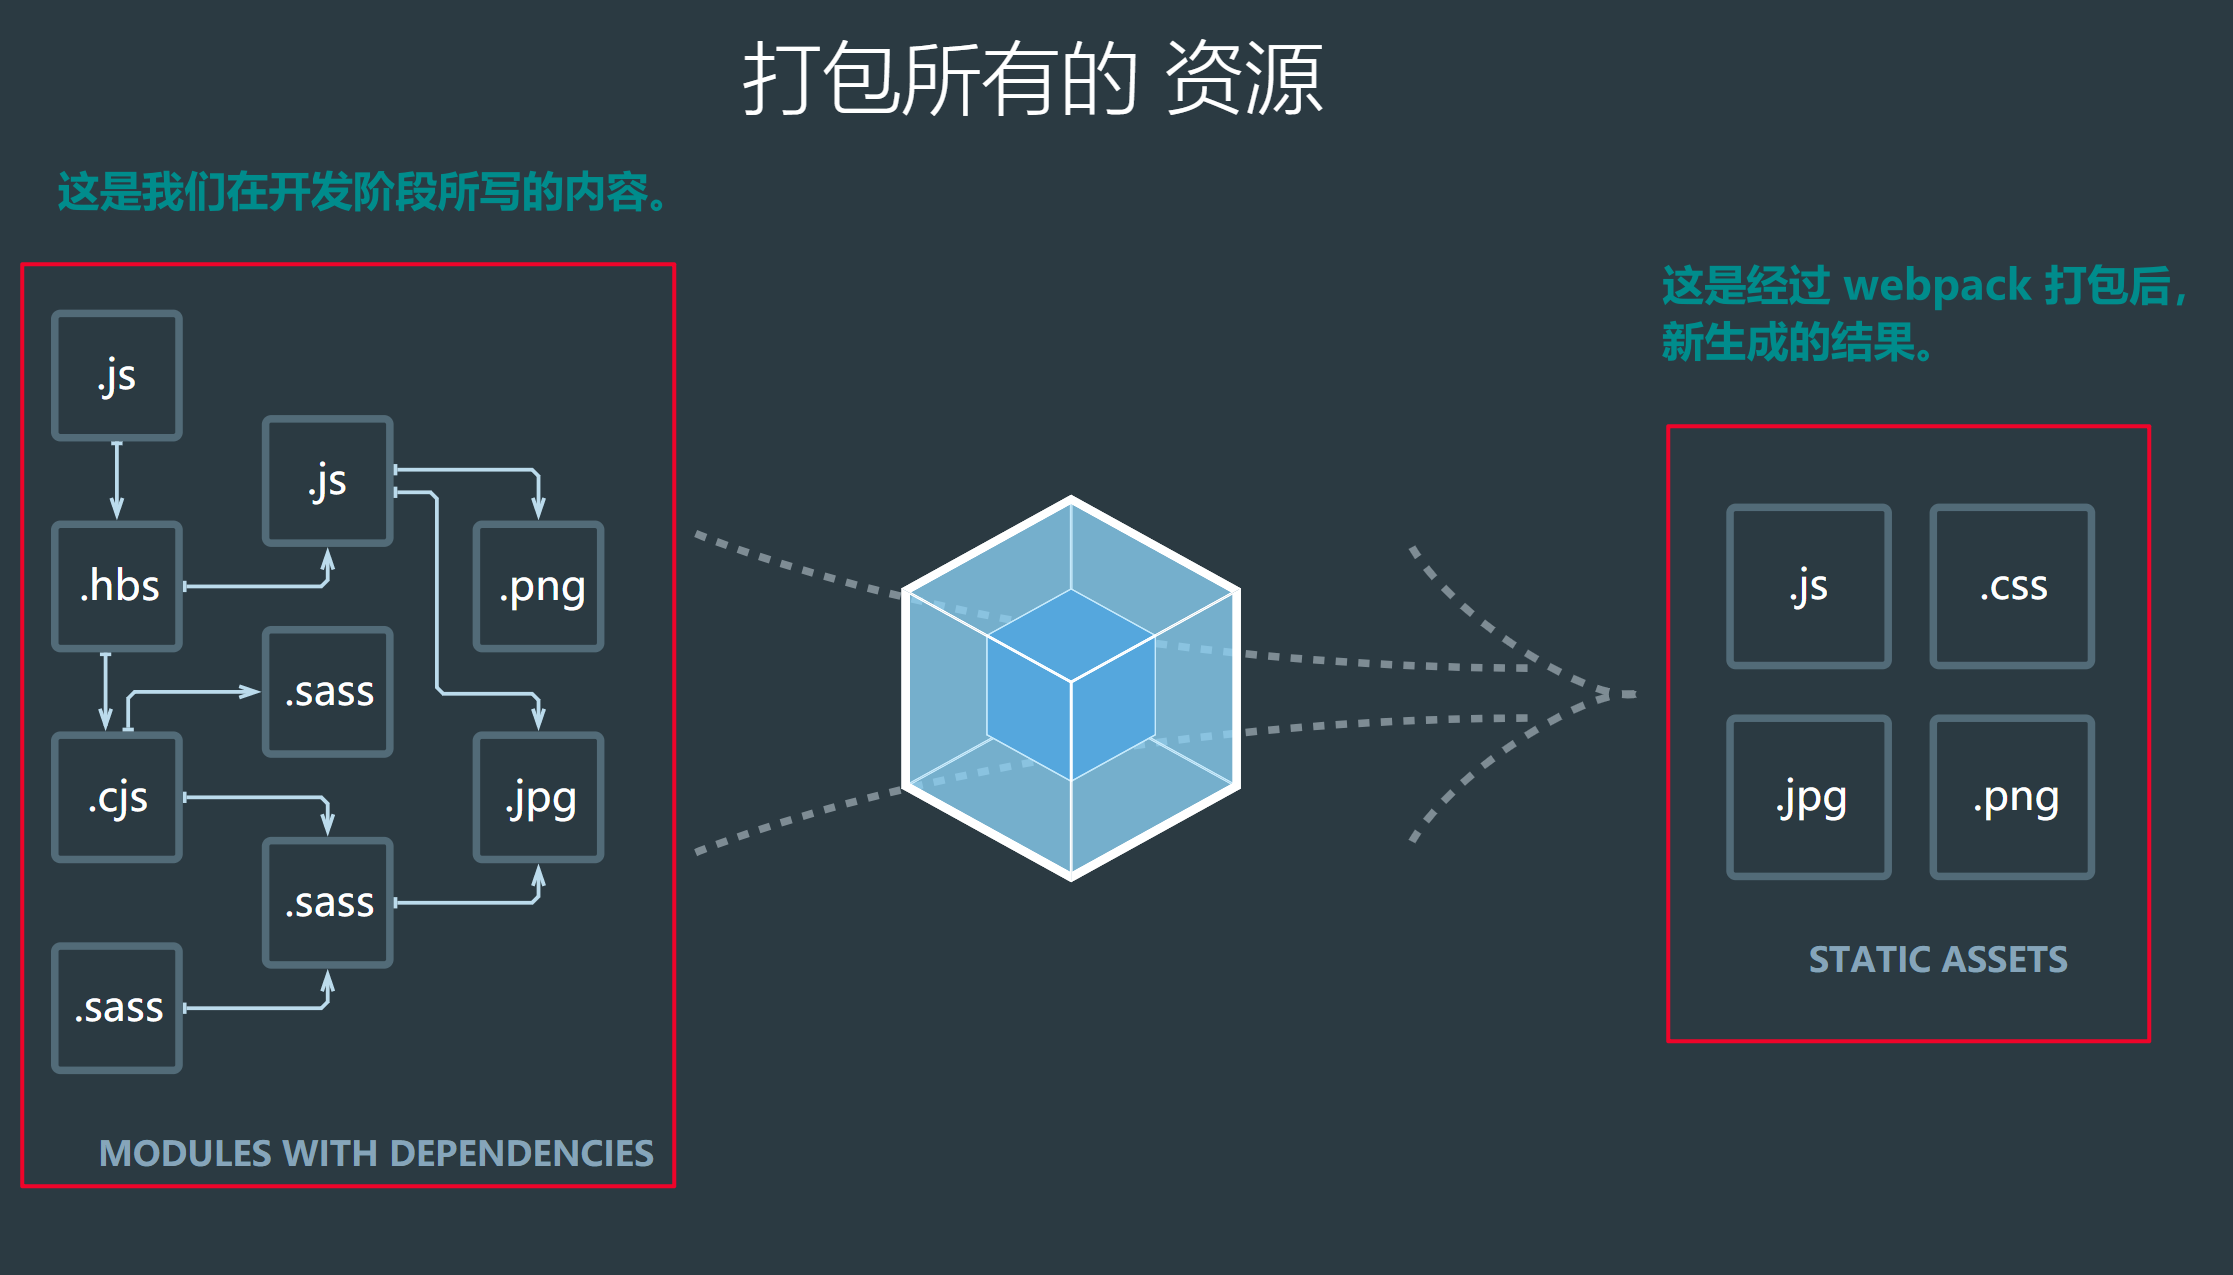 打包所有的 资源
这是我们在开发阶段所写的内容。
.js
.js
.hbs
.png
.sass
.cjs
.jpg
.sass
.sass
MODULES WITH DEPENDENCIES
这是经过 webpack 打包后,
新生成的结果。
.js
.css
.jpg
.png
STATIC ASSETS